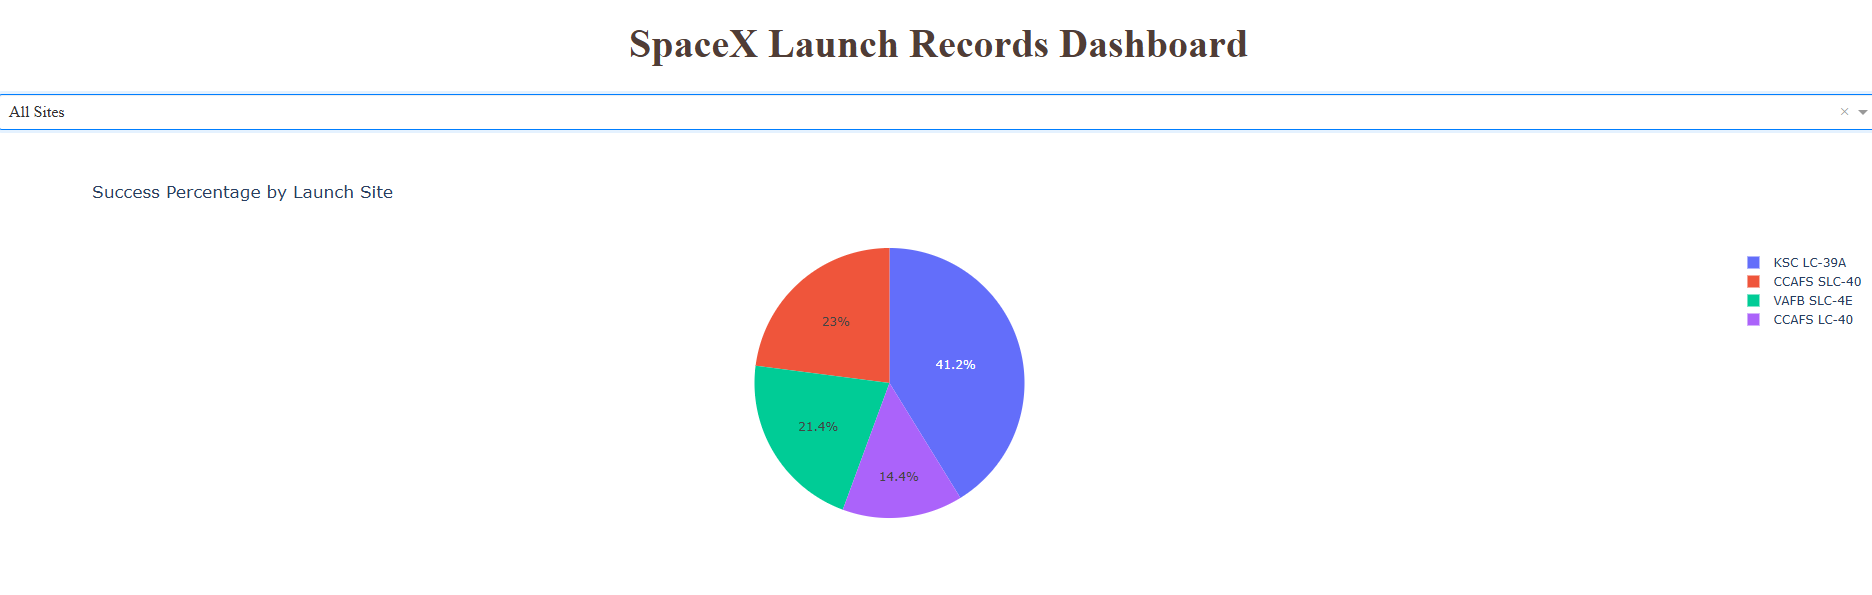 SpaceX Launch Records Dashboard
All Sites
Success Percentage by Launch Site
KSC LC-39A
CCAFS SLC-40
VAFB SLC-4E
CCAFS LC-40
23%
41.2%
21.4%
14.4%